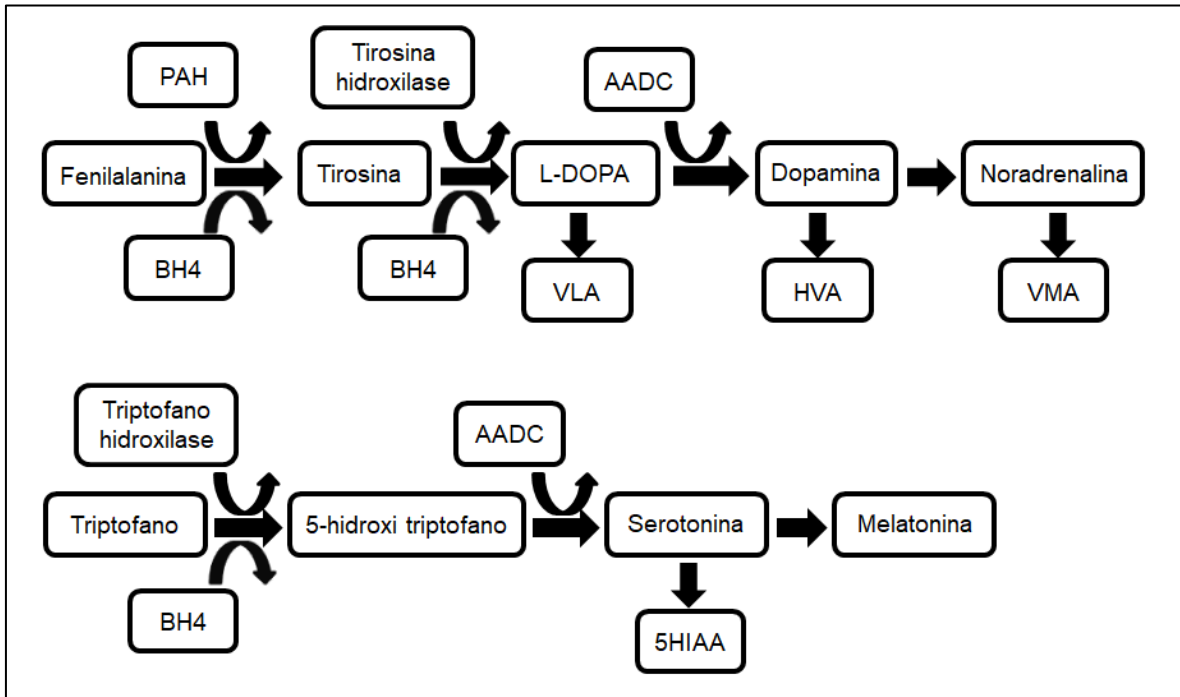 PAH
Tirosina
hidroxilase
AADC
Fenilalanina
Tirosina
L-DOPA
Dopamina
Noradrenalina
BH4
BH4
VLA
HVA
VMA
Triptofano
hidroxilase
AADC
Triptofano
5-hidroxi triptofano
Serotonina
Melatonina
BH4
5HIAA